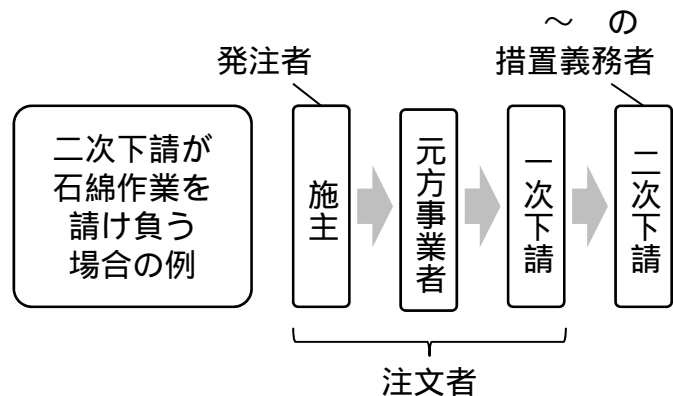 ～ の
発注者
措置義務者
二次下請が
石綿作業を
請け負う
場合の例
施主
元方事業者
一次下請
二次下請
注文者